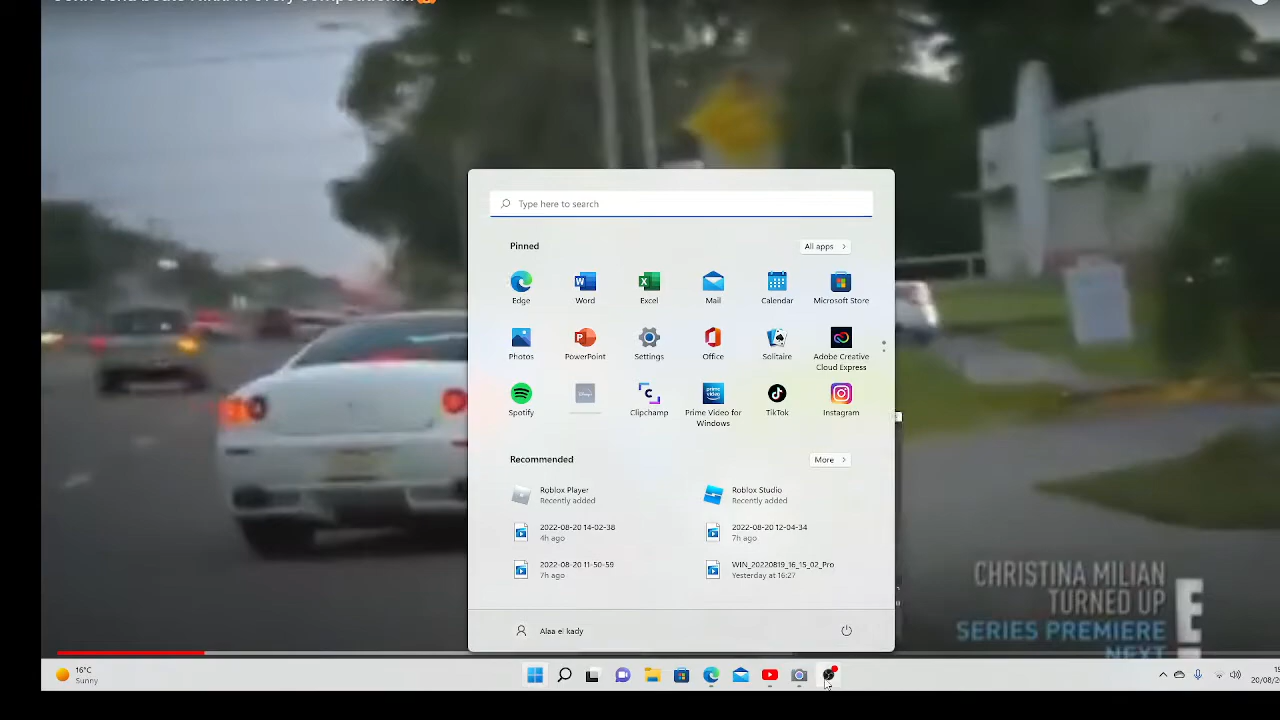 Type here to search
Pinned
All apps
Edge
Word
Excel
Mail
Calendar
Microsoft Store
Photos
PowerPoint
Settings
Office
Solitaire
Adobe Creative
Cloud Express
Spotify
Clipchamp
Prime Video for
Windows
TikTok
Instagram
Recommended
More
Roblox Player
Recently added
Roblox Studio
Recently added
2022-08-20 14-02-38
4h ago
2022-08-20 12-04-34
7h ago
2022-08-20 11-50-59
7h ago
WIN_20220819_16_15_02_Pro
Yesterday at 16:27
Alaa el kady
CHRISTINA MILIAN
TURNED UP
SERIES PREMIERE
NEXT
E
16°C
Sunny
20/08/2